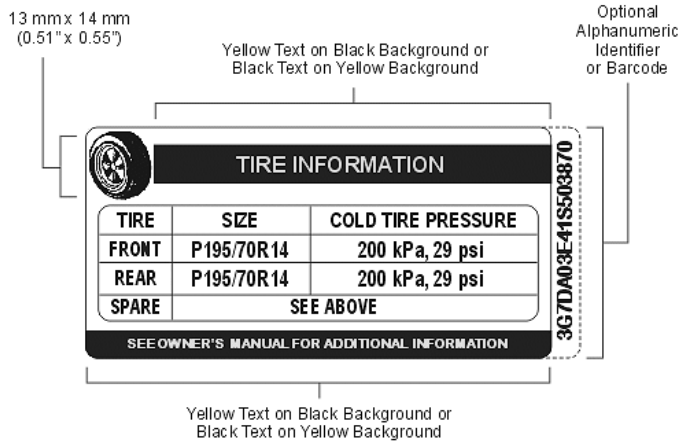 13 mm x 14 mm
(0.51" x 0.55")
Optional
Alphanumeric
Identifier
or Barcode
Yellow Text on Black Background or
Black Text on Yellow Background
TIRE INFORMATION
TIRE SIZE COLD TIRE PRESSURE
FRONT P195/70R14 200 kPa, 29 psi
REAR P195/70R14 200 kPa, 29 psi
SPARE SEE ABOVE
SEE OWNER'S MANUAL FOR ADDITIONAL INFORMATION
3G7DA03E41S503870
Yellow Text on Black Background or
Black Text on Yellow Background